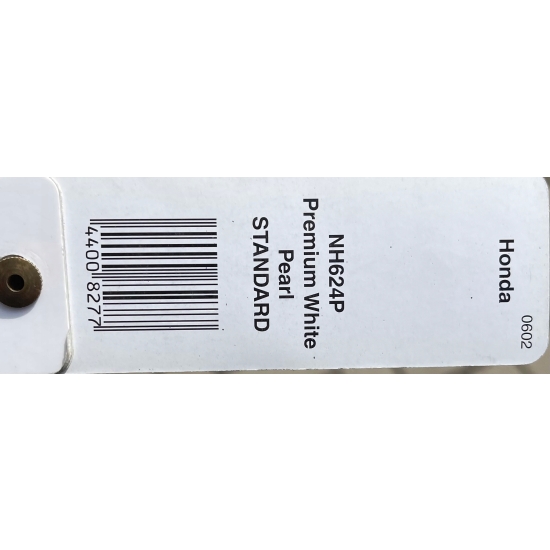 0602
Honda
NH624P
Premium White
Pearl
STANDARD
4400 8277